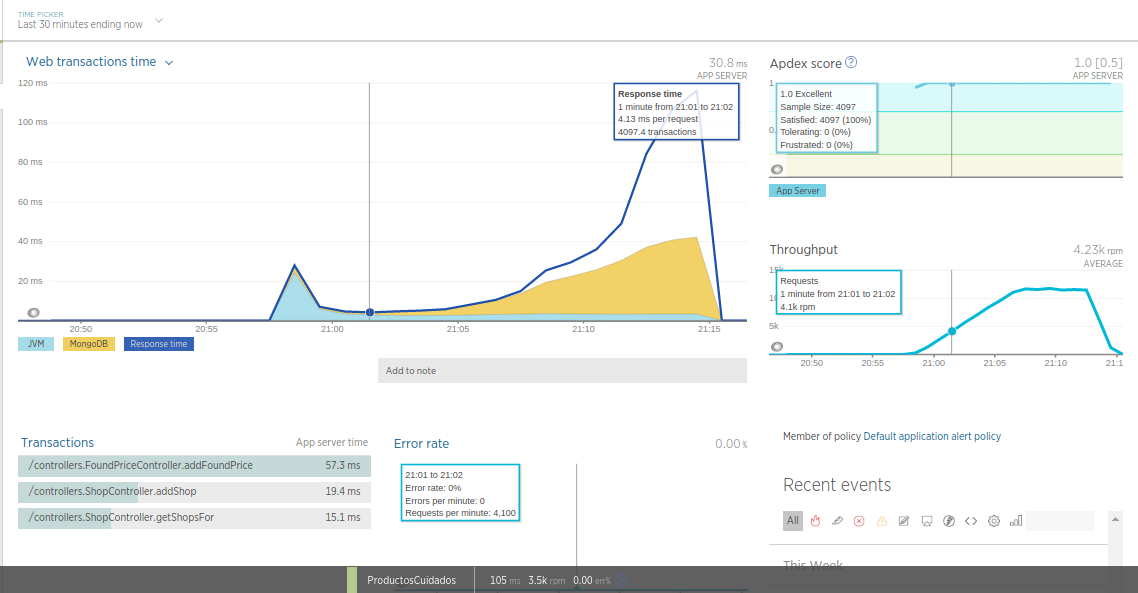 TIME PICKER
Last 30 minutes ending now
Web transactions time
30.8 ms
APP SERVER
120 ms
100 ms
80 ms
60 ms
40 ms
20 ms
Response time
1 minute from 21:01 to 21:02
4.13 ms per request
4097.4 transactions
20:50
20:55
21:00
21:05
21:10
21:15
JVM
MongoDB
Response time
Add to note
Apdex score ?
1.0 [0.5]
APP SERVER
1
0.
1.0 Excellent
Sample Size: 4097
Satisfied: 4097 (100%)
Tolerating: 0 (0%)
Frustrated: 0 (0%)
App Server
Throughput
4.23k rpm
AVERAGE
15k
10
5k
Requests
1 minute from 21:01 to 21:02
4.1k rpm
20:50
20:55
21:00
21:05
21:10
21:1
Transactions
App server time
/controllers.FoundPriceController.addFoundPrice
57.3 ms
/controllers.ShopController.addShop
19.4 ms
/controllers.ShopController.getShopsFor
15.1 ms
Error rate
0.00 %
21:01 to 21:02
Error rate: 0%
Errors per minute: 0
Requests per minute: 4,100
Member of policy Default application alert policy
Recent events
All
This Week
ProductosCuidados
105 ms 3.5k rpm 0.00 err%